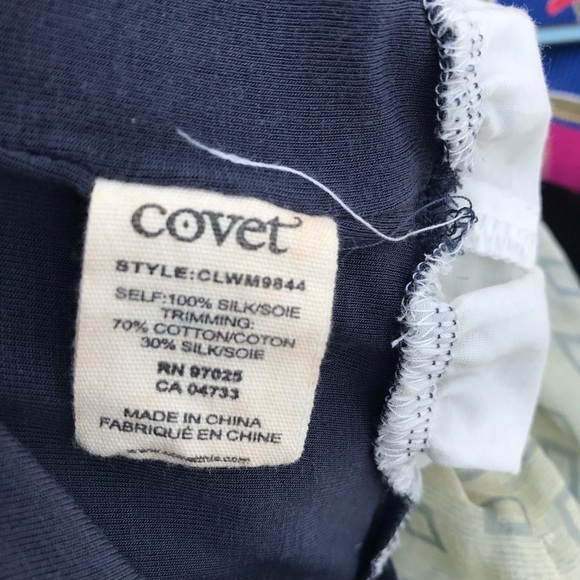 covet
STYLE:CLWM9844
SELF:100% SILK/SOIE
TRIMMING:
70% COTTON/COTON
30% SILK/SOIE
RN 97025
CA 04733
MADE IN CHINA
FABRIQUÉ EN CHINE